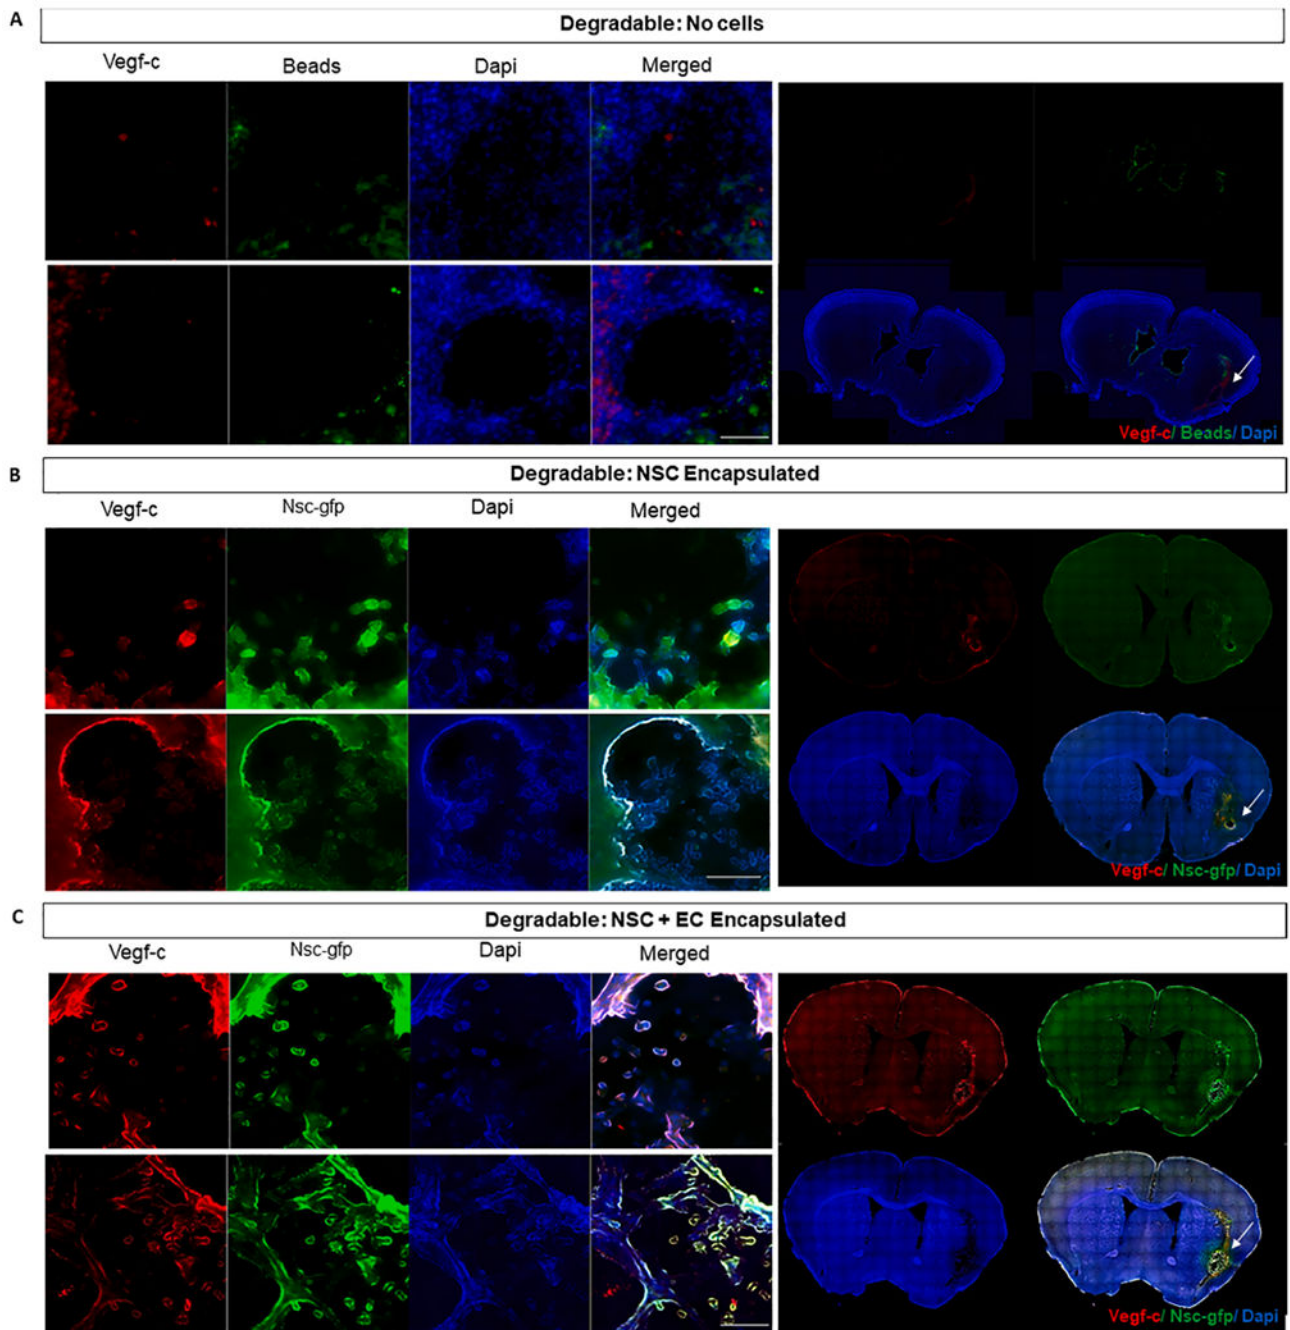 A
Degradable: No cells
Vegf-c Beads Dapi Merged
Vegf-c/ Beads/ Dapi
B
Degradable: NSC Encapsulated
Vegf-c Nsc-gfp Dapi Merged
Vegf-c/ Nsc-gfp/ Dapi
C
Degradable: NSC + EC Encapsulated
Vegf-c Nsc-gfp Dapi Merged
Vegf-c/ Nsc-gfp/ Dapi